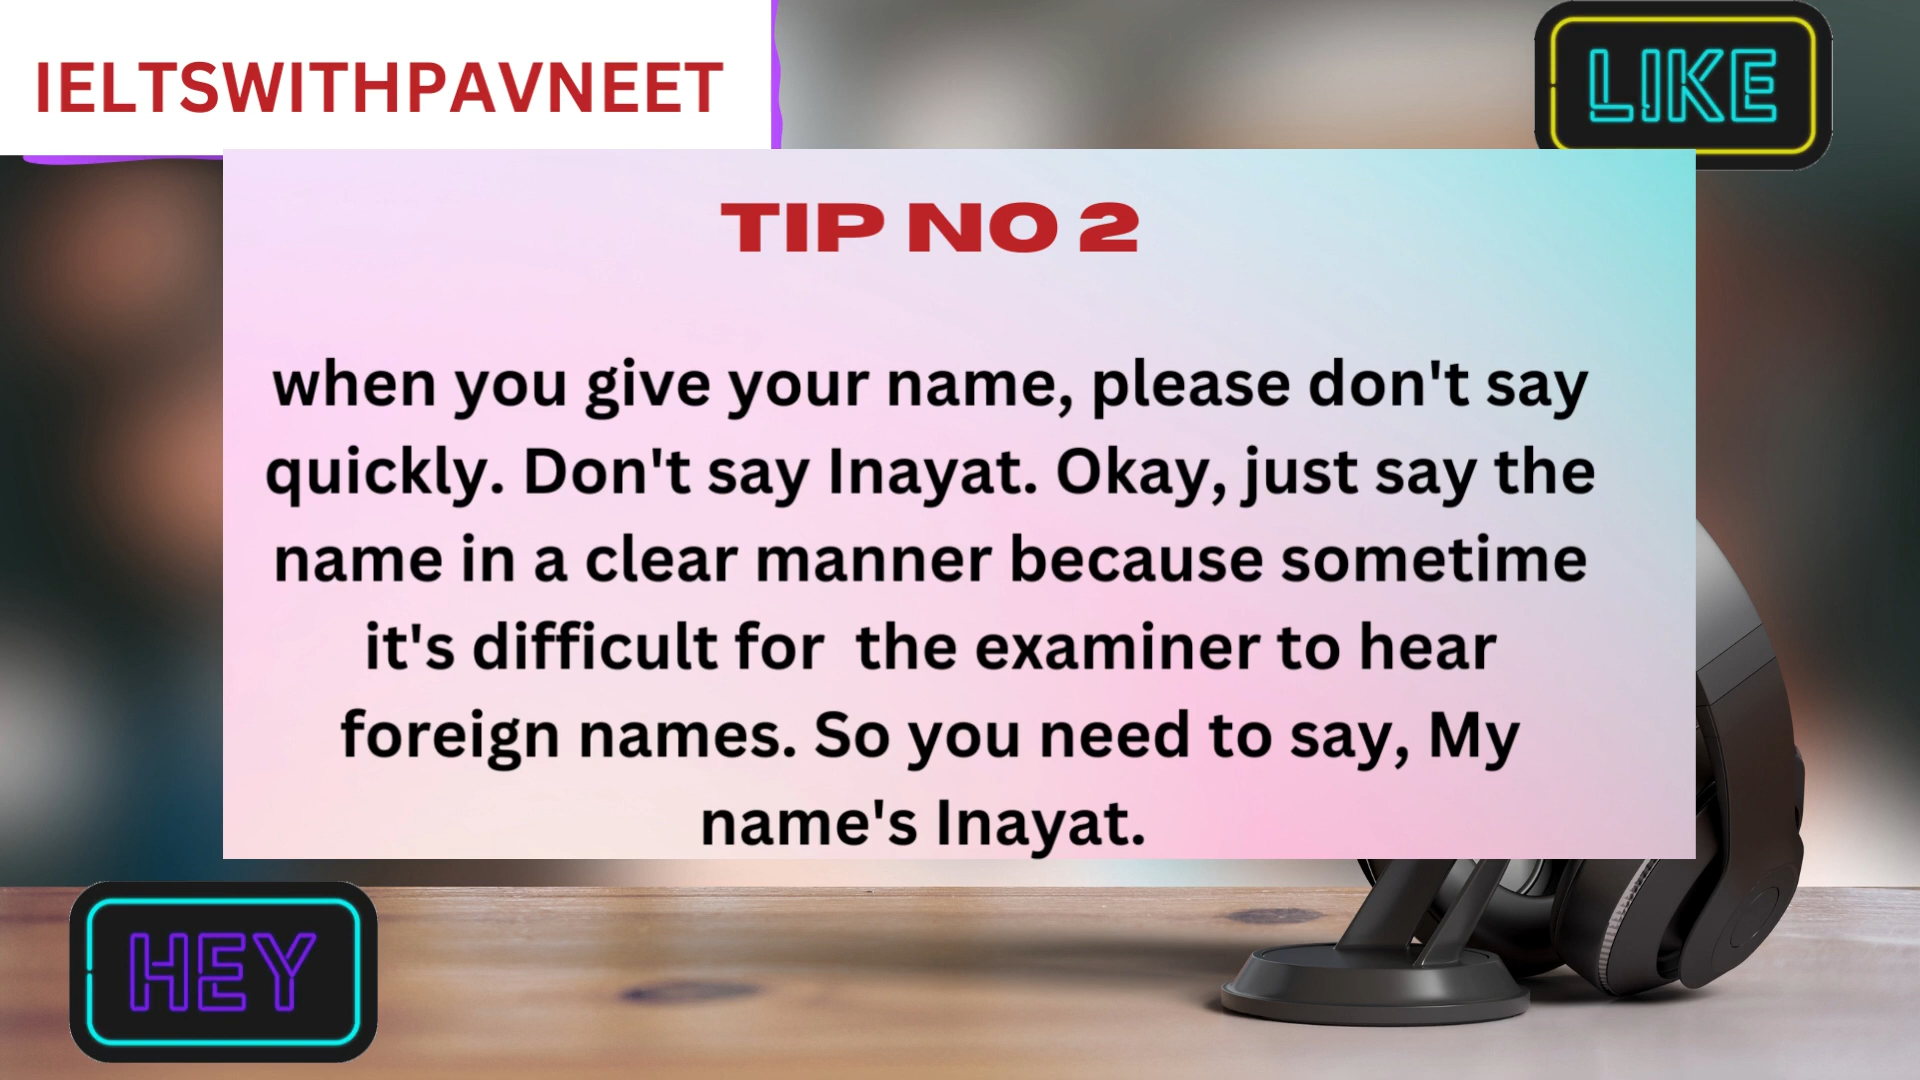 IELTSWITHPAVNEET
LIKE
TIP NO 2
when you give your name, please don't say
quickly. Don't say Inayat. Okay, just say the
name in a clear manner because sometime
it's difficult for  the examiner to hear
foreign names. So you need to say, My
name's Inayat.
HEY